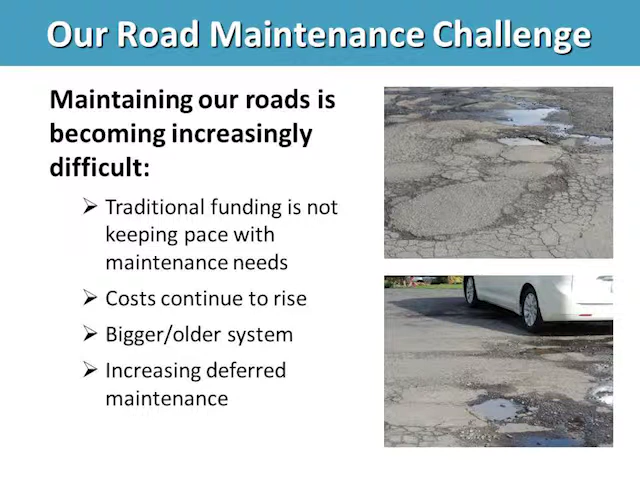 Our Road Maintenance Challenge
Maintaining our roads is
becoming increasingly
difficult:
➢ Traditional funding is not
keeping pace with
maintenance needs
➢ Costs continue to rise
➢ Bigger/older system
➢ Increasing deferred
maintenance